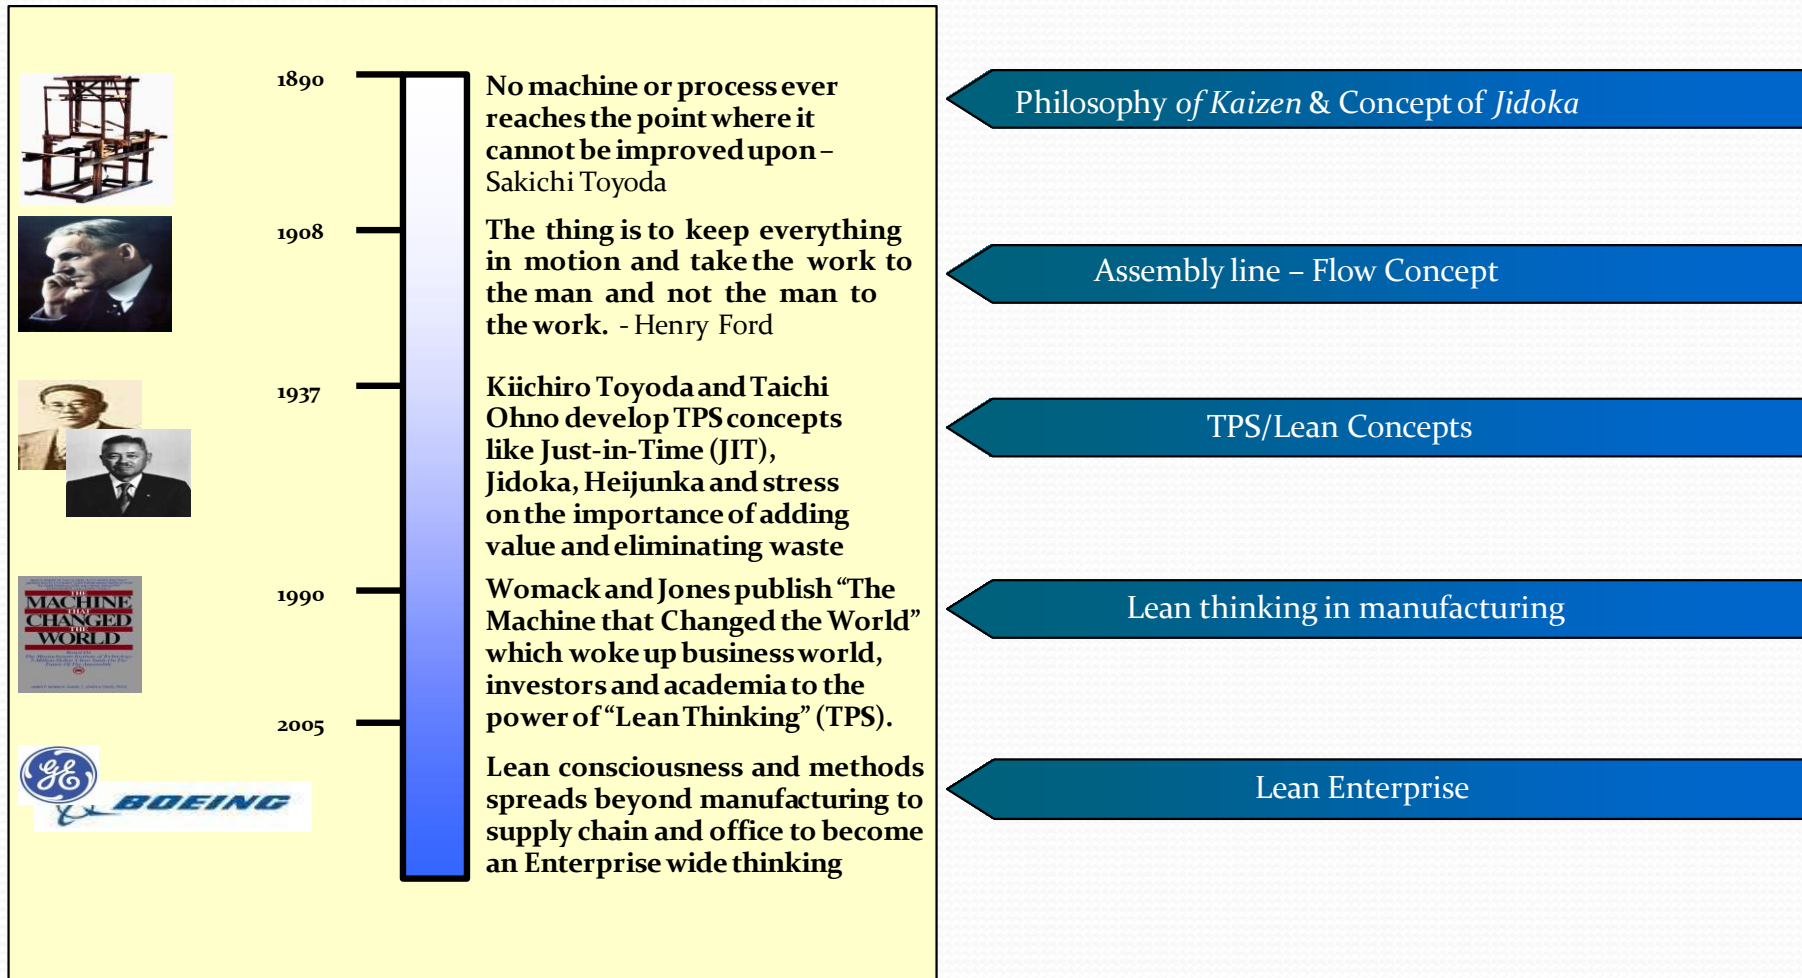 1890
No machine or process ever
reaches the point where it
cannot be improved upon –
Sakichi Toyoda
Philosophy of Kaizen & Concept of Jidoka
1908
The thing is to keep everything
in motion and take the work to
the man and not the man to
the work. - Henry Ford
Assembly line – Flow Concept
1937
Kiichiro Toyoda and Taichi
Ohno develop TPS concepts
like Just-in-Time (JIT),
Jidoka, Heijunka and stress
on the importance of adding
value and eliminating waste
TPS/Lean Concepts
THE
MACHINE
THAT
CHANGED
THE
WORLD
1990
Womack and Jones publish “The
Machine that Changed the World”
which woke up business world,
investors and academia to the
power of “Lean Thinking” (TPS).
Lean thinking in manufacturing
2005
GE
BOEING
Lean consciousness and methods
spreads beyond manufacturing to
supply chain and office to become
an Enterprise wide thinking
Lean Enterprise